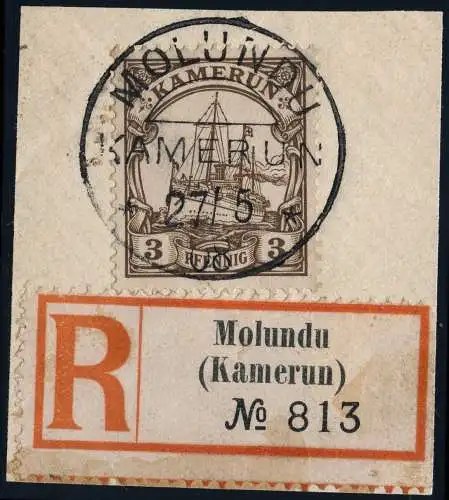 MOLUNDU
KAMERUN
KAMERUN
27/5
3 PFENNIG 3
R
Molundu
(Kamerun)
№ 813